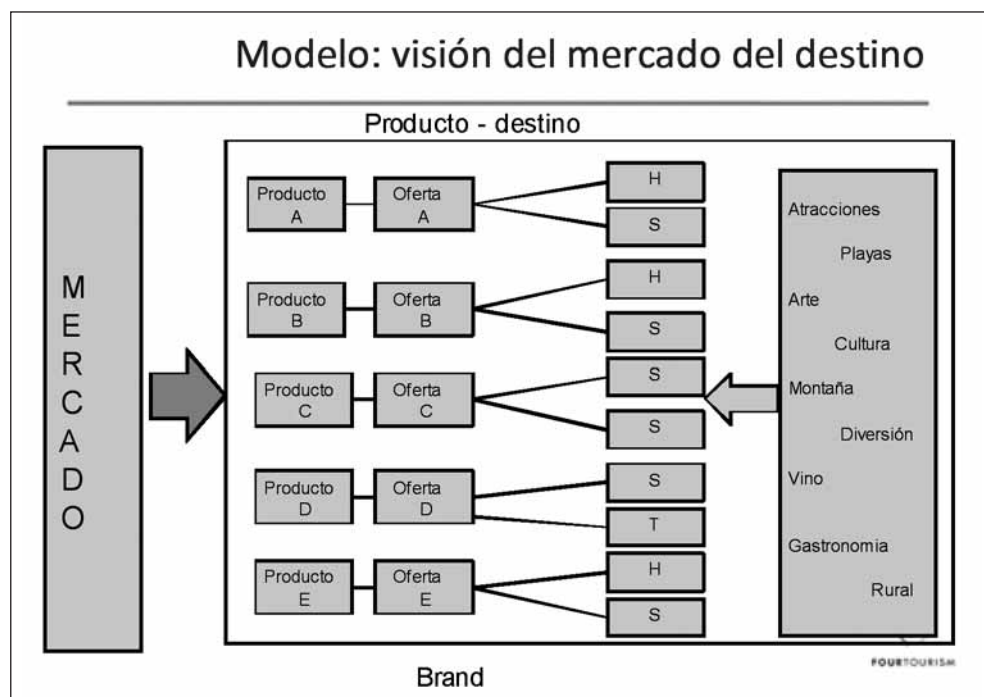 Modelo: visión del mercado del destino
Producto - destino
MERCADO
Producto
A
Oferta
A
H
S
Producto
B
Oferta
B
H
S
Producto
C
Oferta
C
S
S
Producto
D
Oferta
D
S
T
Producto
E
Oferta
E
H
S
Atracciones
Playas
Arte
Cultura
Montaña
Diversión
Vino
Gastronomia
Rural
Brand
FOURTOURISM